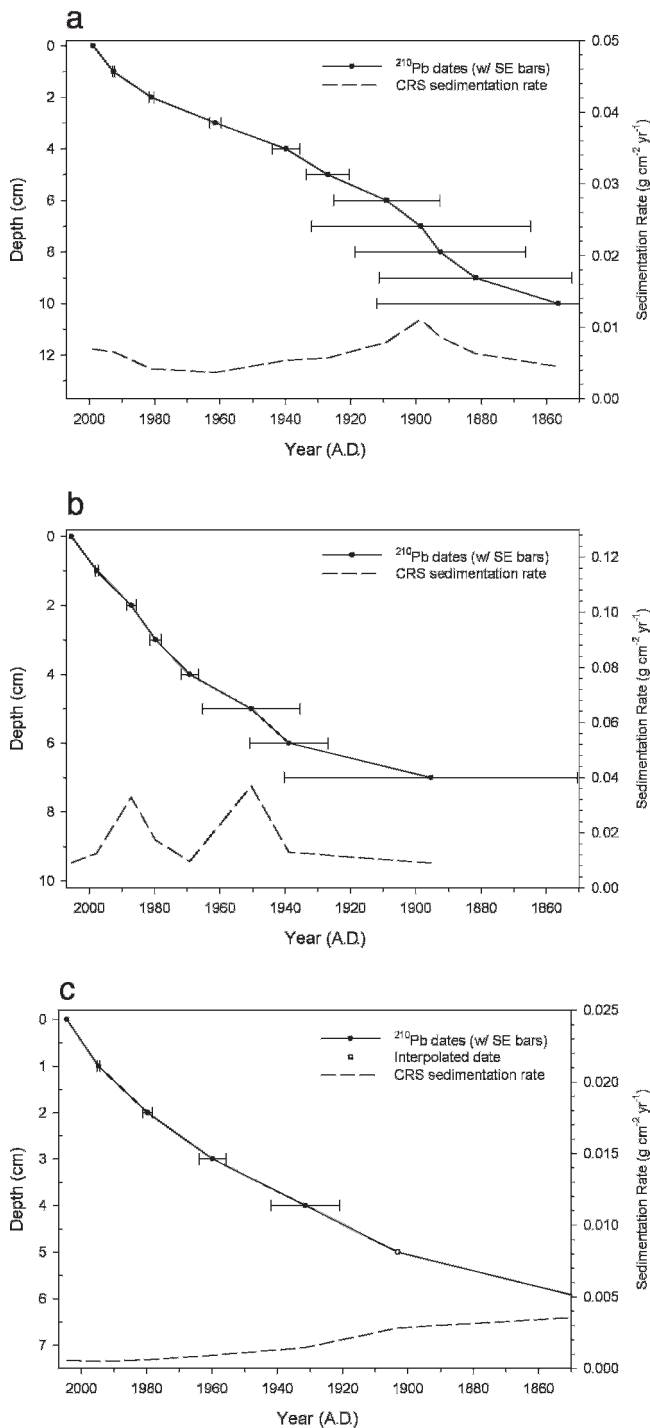 a
0
2
4
6
8
10
12
Depth (cm)
²¹⁰Pb dates (w/ SE bars)
CRS sedimentation rate
0.05
0.04
0.03
0.02
0.01
0.00
Sedimentation Rate (g cm⁻² yr⁻¹)
2000 1980 1960 1940 1920 1900 1880 1860
Year (A.D.)
b
0
2
4
6
8
10
Depth (cm)
²¹⁰Pb dates (w/ SE bars)
CRS sedimentation rate
0.12
0.10
0.08
0.06
0.04
0.02
0.00
Sedimentation Rate (g cm⁻² yr⁻¹)
2000 1980 1960 1940 1920 1900 1880 1860
Year (A.D.)
c
0
1
2
3
4
5
6
7
Depth (cm)
²¹⁰Pb dates (w/ SE bars)
Interpolated date
CRS sedimentation rate
0.025
0.020
0.015
0.010
0.005
0.000
Sedimentation Rate (g cm⁻² yr⁻¹)
2000 1980 1960 1940 1920 1900 1880 1860
Year (A.D.)